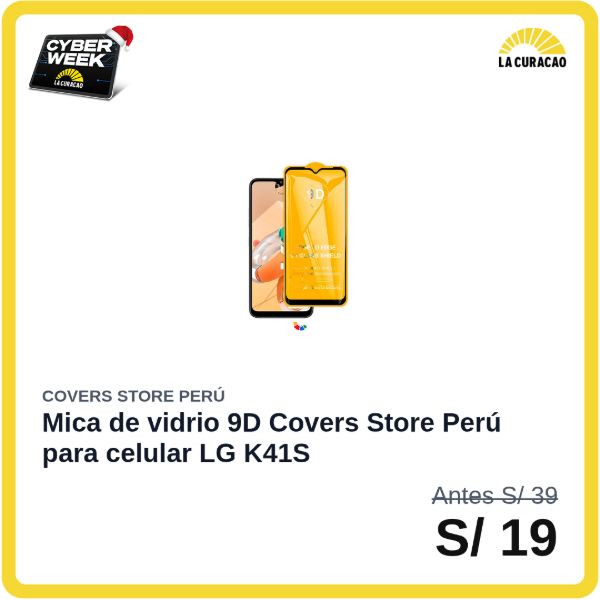 CYBER
WEEK
LA CURACAO
LA CURACAO
9D
COVERS STORE PERÚ
Mica de vidrio 9D Covers Store Perú
para celular LG K41S
Antes S/ 39
S/ 19